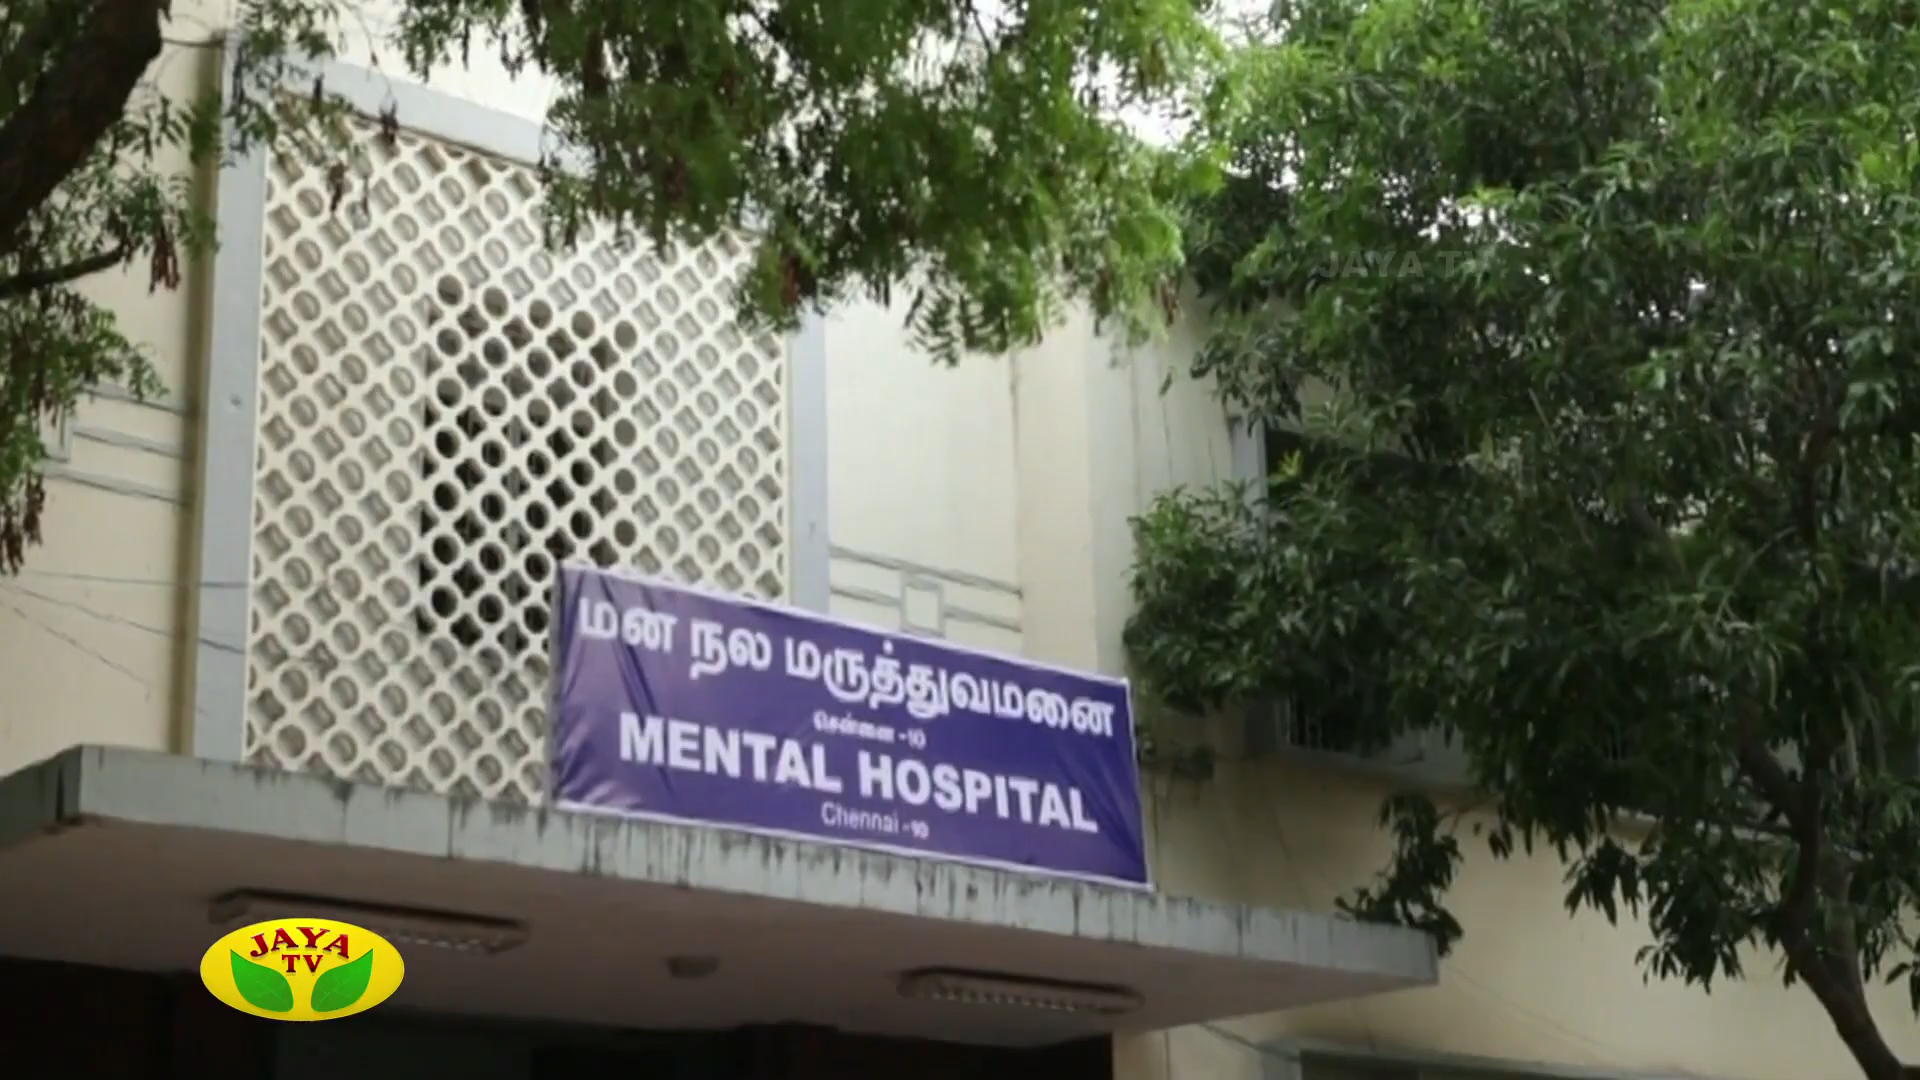 JAYA TV
மன நல மருத்துவமனை
சென்னை -10
MENTAL HOSPITAL
Chennai -10
JAYA
TV